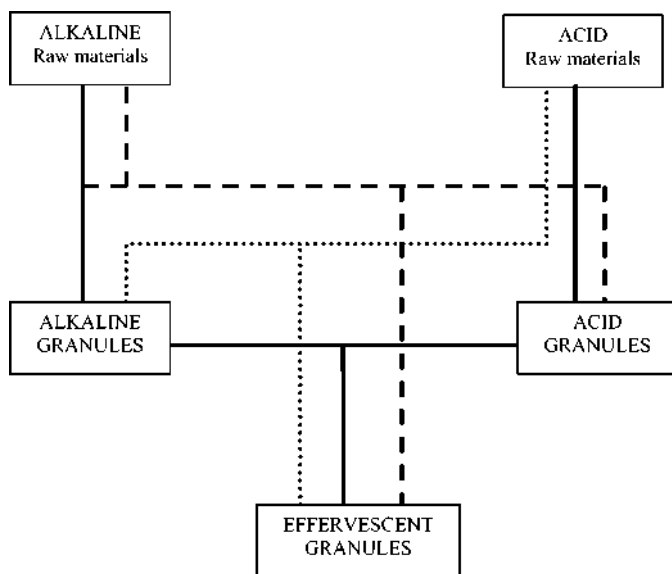 ALKALINE
Raw materials
ACID
Raw materials
ALKALINE
GRANULES
ACID
GRANULES
EFFERVESCENT
GRANULES